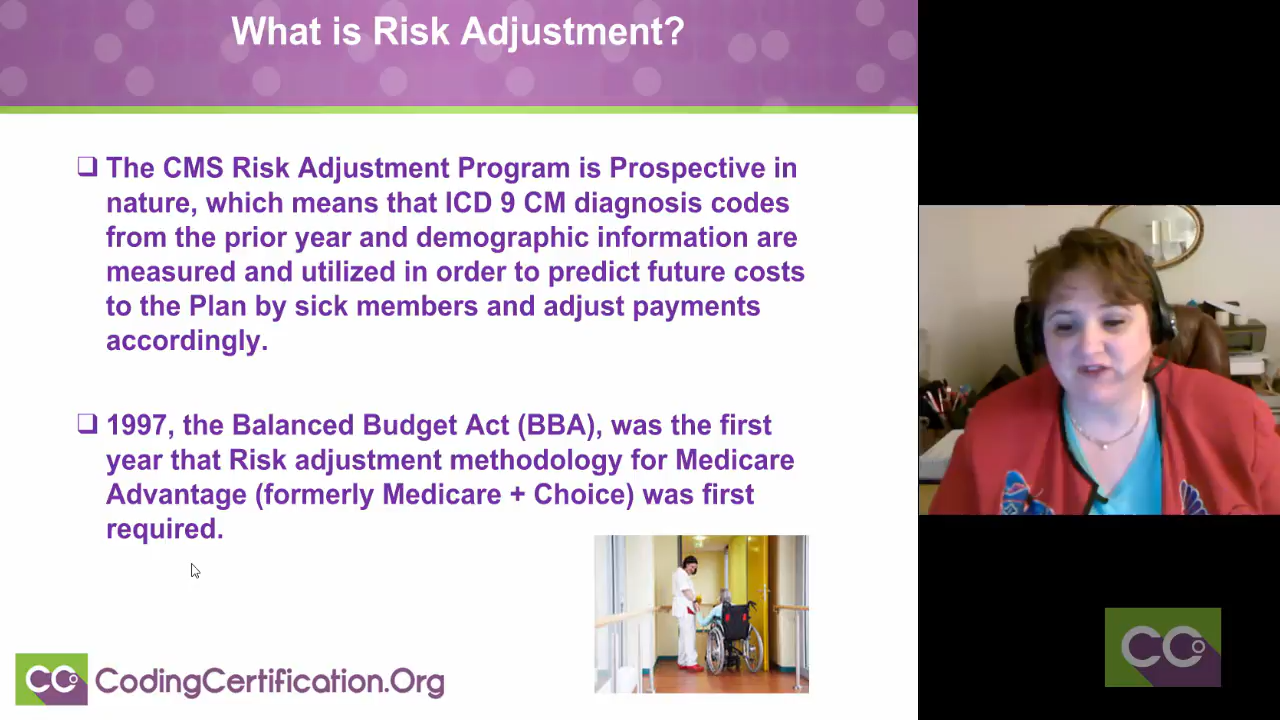 What is Risk Adjustment?
❑ The CMS Risk Adjustment Program is Prospective in
nature, which means that ICD 9 CM diagnosis codes
from the prior year and demographic information are
measured and utilized in order to predict future costs
to the Plan by sick members and adjust payments
accordingly.
❑ 1997, the Balanced Budget Act (BBA), was the first
year that Risk adjustment methodology for Medicare
Advantage (formerly Medicare + Choice) was first
required.
CCO CodingCertification.Org
CCO